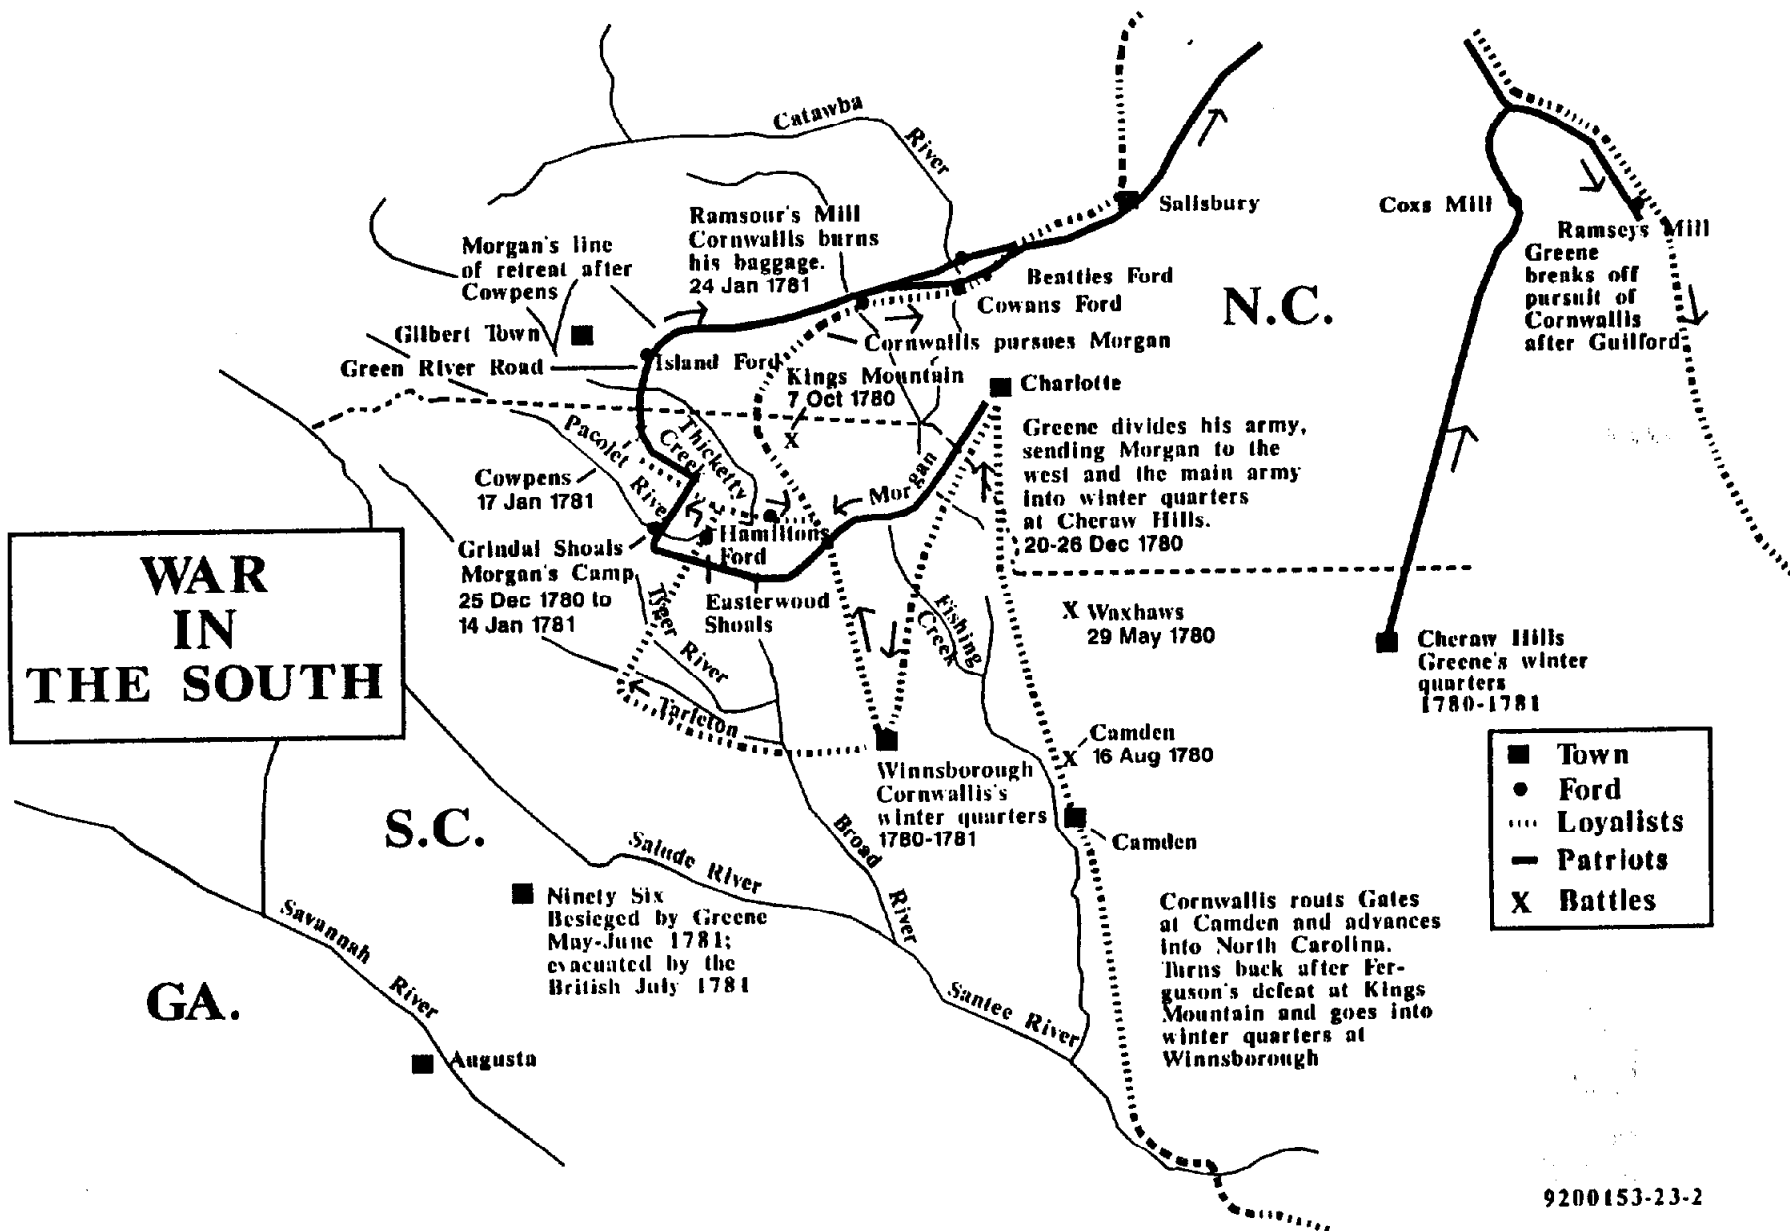 Catawba
River
Ramsour's Mill
Cornwallis burns
his baggage.
24 Jan 1781
Morgan's line
of retreat after
Cowpens
Gilbert Town
Green River Road
Island Ford
Salisbury
Beatties Ford
Cowans Ford
Cornwallis pursues Morgan
N.C.
Coxs Mill
Ramseys Mill
Greene
breaks off
pursuit of
Cornwallis
after Guilford
Kings Mountain
7 Oct 1780
Charlotte
Greene divides his army,
sending Morgan to the
west and the main army
into winter quarters
at Cheraw Hills.
20-26 Dec 1780
Pacolet River
Thicketty
Creek
Morgan
Cowpens
17 Jan 1781
Hamiltons
Ford
Grindal Shoals
Morgan's Camp
25 Dec 1780 to
14 Jan 1781
Easterwood
Shoals
Tyger River
Tarleton
Fishing
Creek
X Waxhaws
29 May 1780
Cheraw Hills
Greene's winter
quarters
1780-1781
WAR
IN
THE SOUTH
Camden
X 16 Aug 1780
Winnsborough
Cornwallis's
winter quarters
1780-1781
Camden
Town
Ford
Loyalists
Patriots
X Battles
S.C.
Salude River
Broad
River
Ninety Six
Besieged by Greene
May-June 1781;
evacuated by the
British July 1781
Savannah
River
GA.
Augusta
Santee River
Cornwallis routs Gates
at Camden and advances
into North Carolina.
Turns back after Fer-
guson's defeat at Kings
Mountain and goes into
winter quarters at
Winnsborough
9200153-23-2